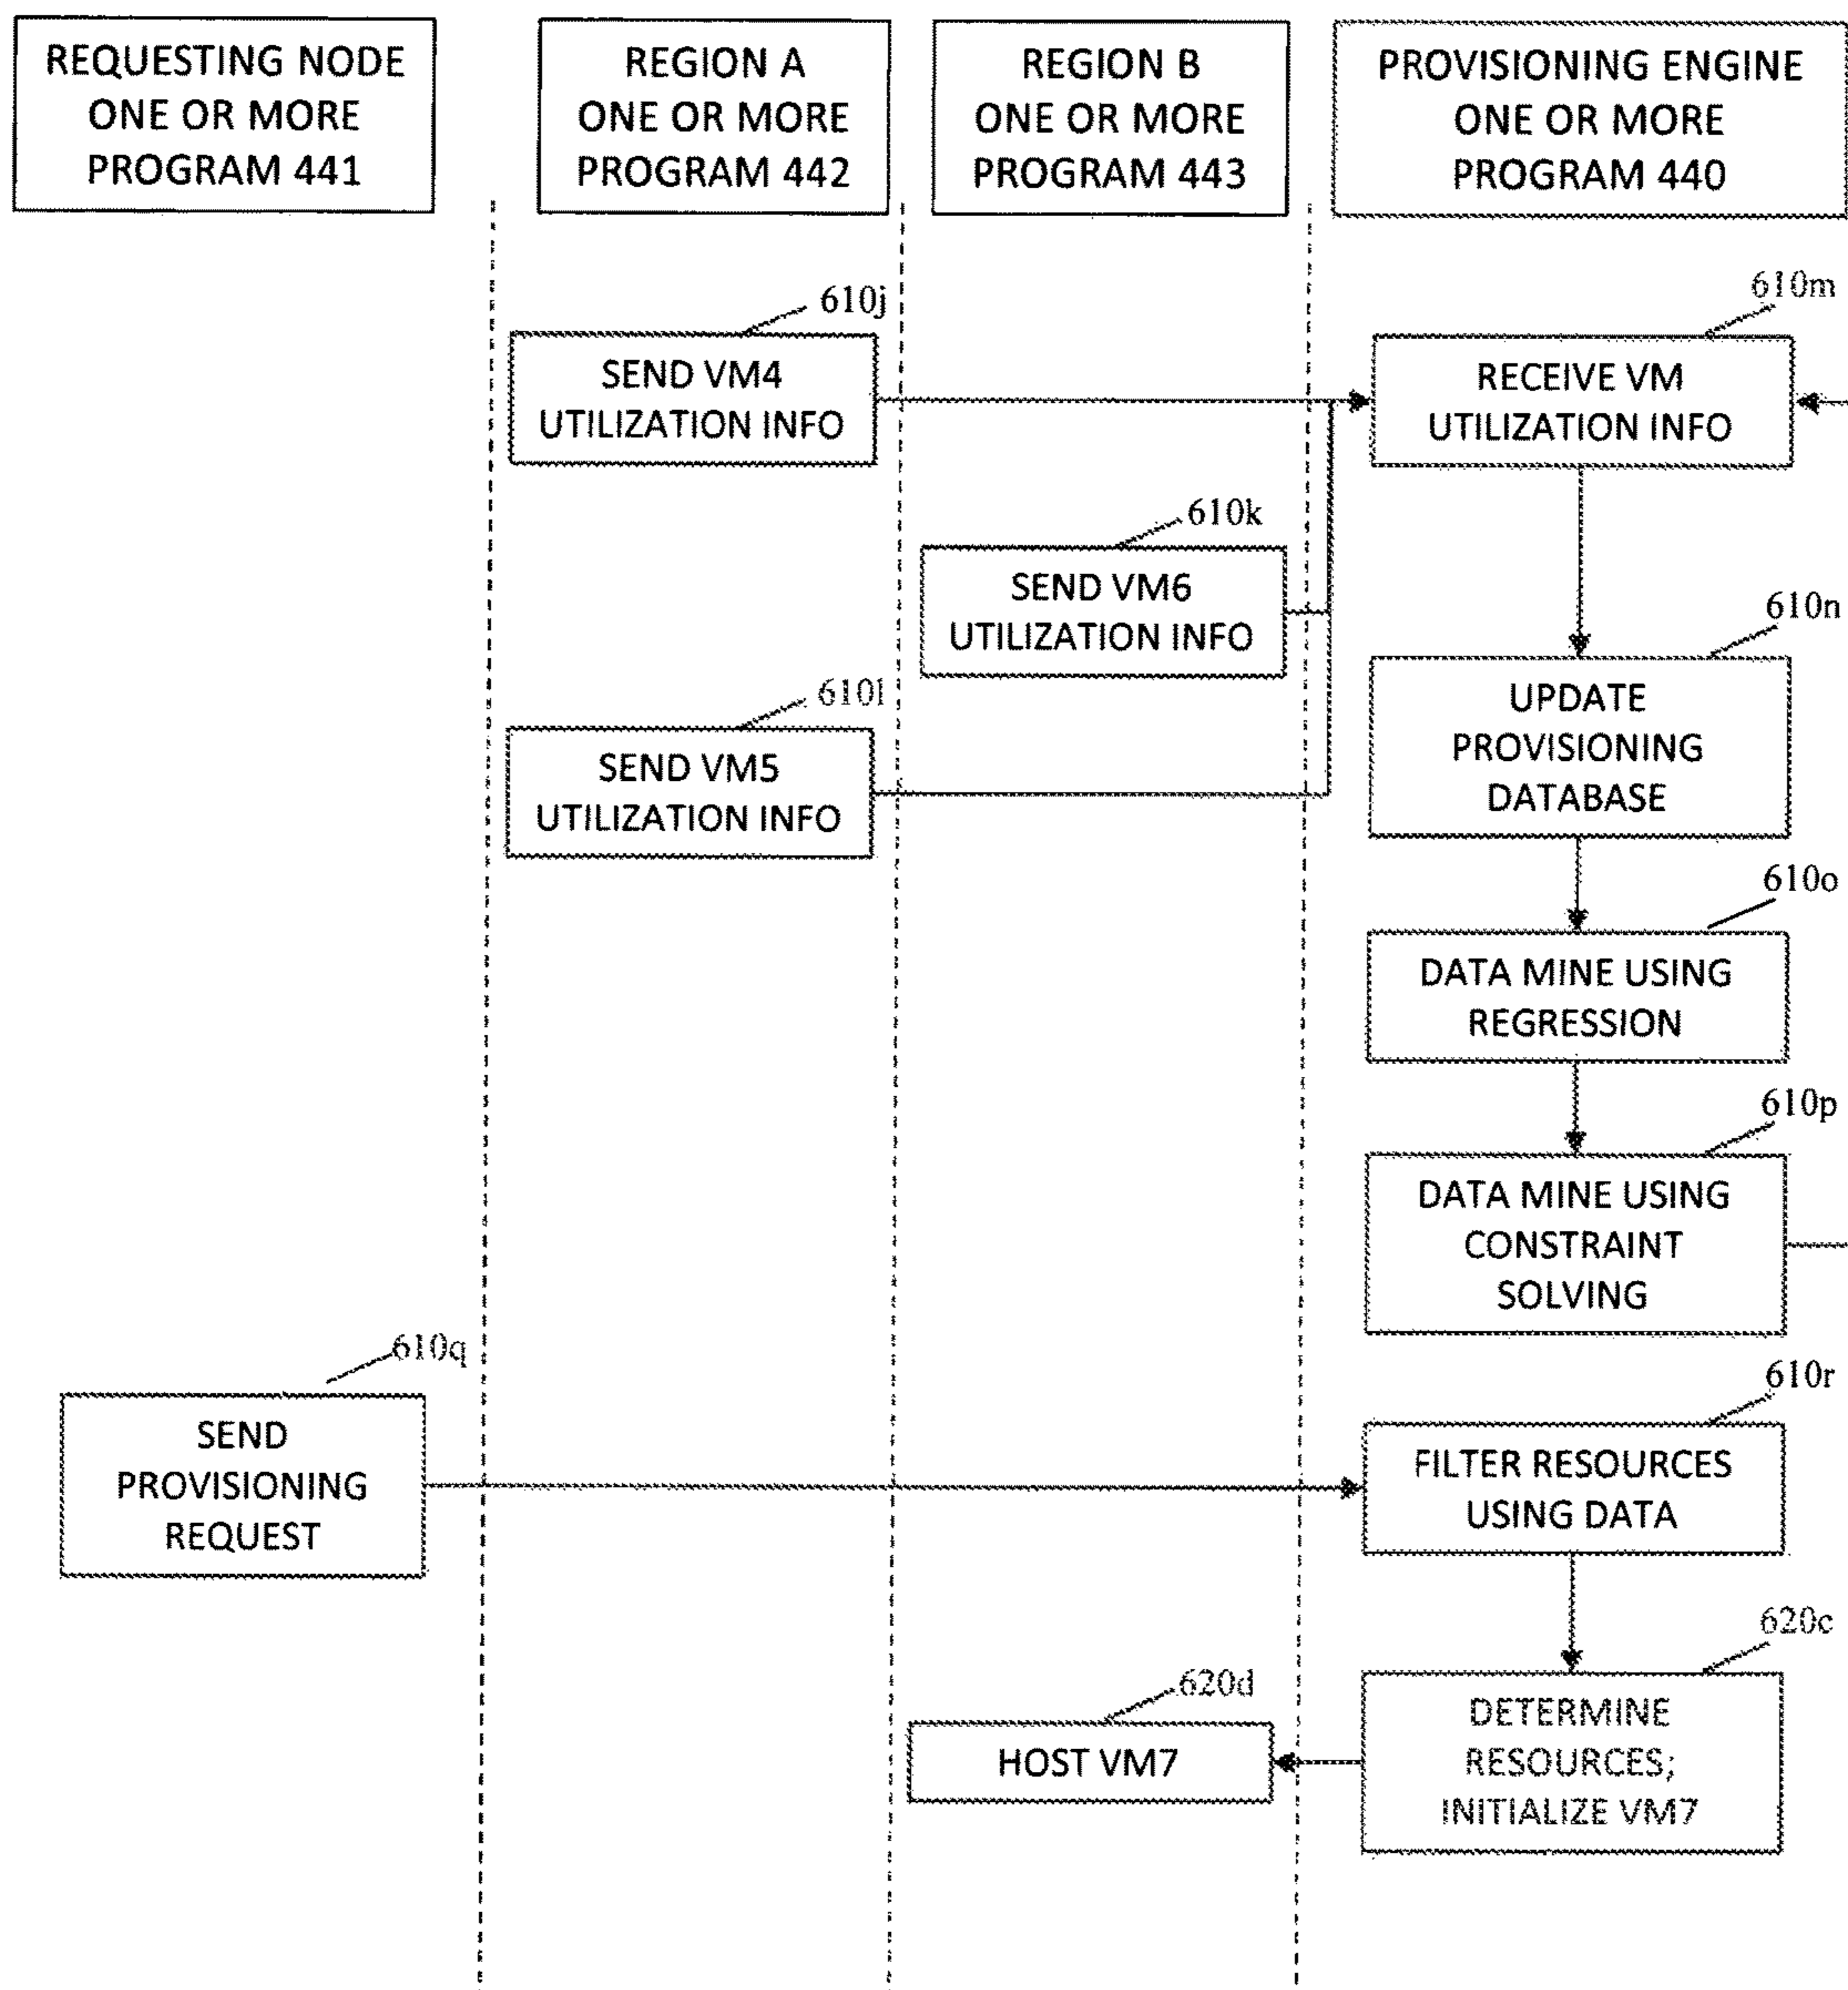 REQUESTING NODE
ONE OR MORE
PROGRAM 441
REGION A
ONE OR MORE
PROGRAM 442
REGION B
ONE OR MORE
PROGRAM 443
PROVISIONING ENGINE
ONE OR MORE
PROGRAM 440
610j
SEND VM4
UTILIZATION INFO
610m
RECEIVE VM
UTILIZATION INFO
610k
SEND VM6
UTILIZATION INFO
610n
UPDATE
PROVISIONING
DATABASE
610l
SEND VM5
UTILIZATION INFO
610o
DATA MINE USING
REGRESSION
610p
DATA MINE USING
CONSTRAINT
SOLVING
610q
SEND
PROVISIONING
REQUEST
610r
FILTER RESOURCES
USING DATA
620c
DETERMINE
RESOURCES;
INITIALIZE VM7
620d
HOST VM7